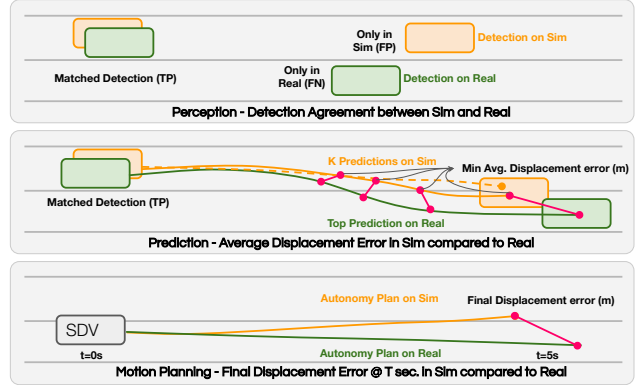 Only in
Sim (FP)
Detection on Sim
Matched Detection (TP)
Only in
Real (FN)
Detection on Real
Perception - Detection Agreement between Sim and Real
K Predictions on Sim
Min Avg. Displacement error (m)
Matched Detection (TP)
Top Prediction on Real
Prediction - Average Displacement Error in Sim compared to Real
Autonomy Plan on Sim
Final Displacement error (m)
SDV
t=0s
Autonomy Plan on Real
t=5s
Motion Planning - Final Displacement Error @ T sec. in Sim compared to Real